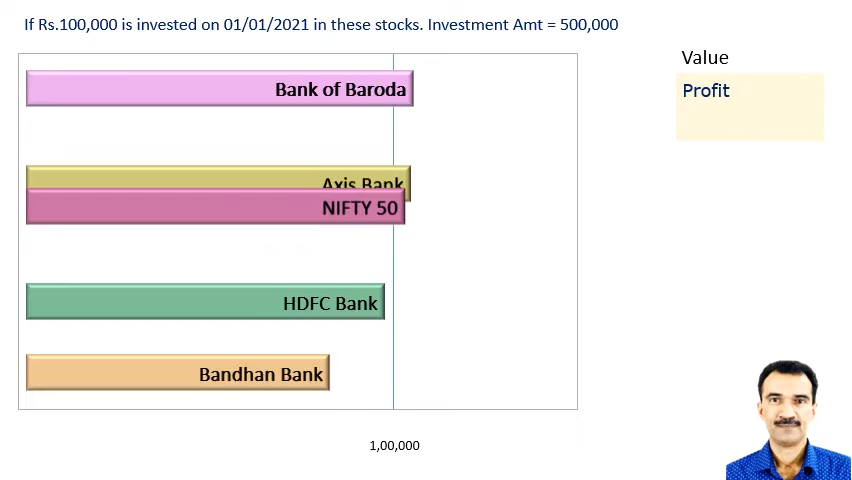 If Rs.100,000 is invested on 01/01/2021 in these stocks. Investment Amt = 500,000
Value
Profit
Bank of Baroda
Axis Bank
NIFTY 50
HDFC Bank
Bandhan Bank
1,00,000